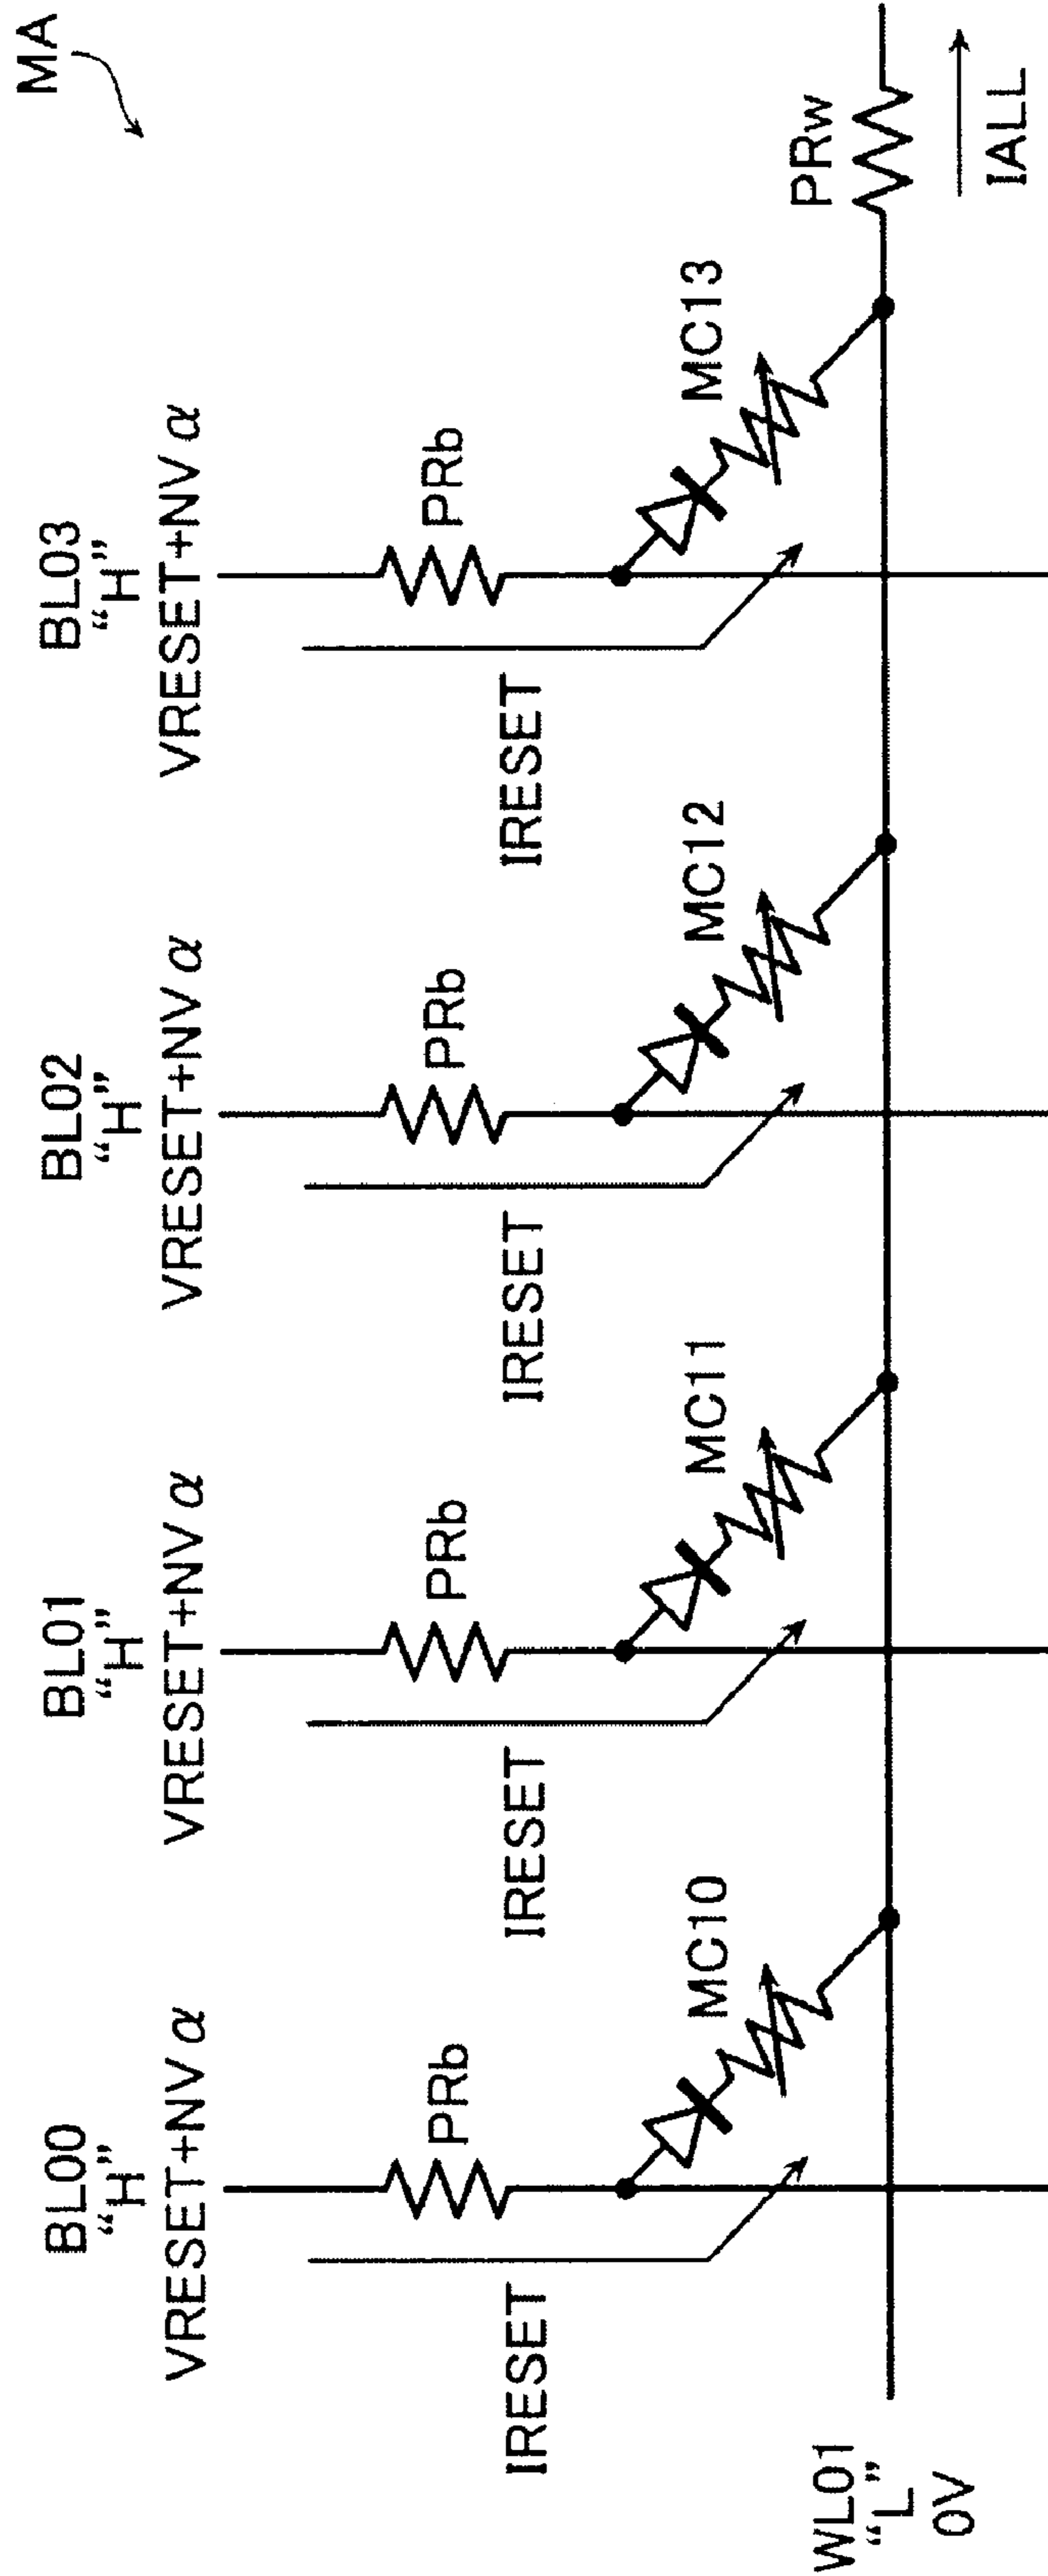 MA
BL00
“H”
VRESET+NVα
BL01
“H”
VRESET+NVα
BL02
“H”
VRESET+NVα
BL03
“H”
VRESET+NVα
PRb
PRb
PRb
PRb
IRESET
IRESET
IRESET
IRESET
MC10
MC11
MC12
MC13
WL01
“L”
0V
PRw
IALL